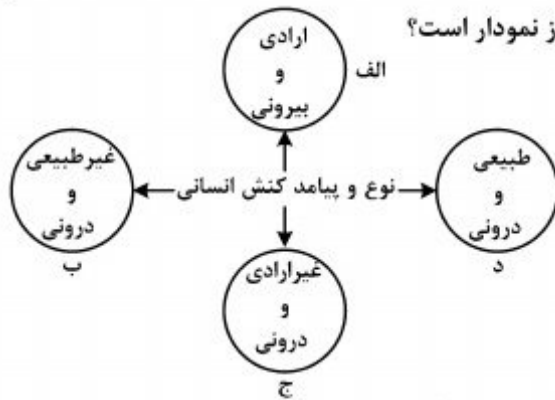 ز نمودار است؟
ارادی
و
بیرونی
الف
غیرطبیعی
و
درونی
ب
نوع و پیامد کنش انسانی
طبیعی
و
درونی
د
غیرارادی
و
درونی
ج